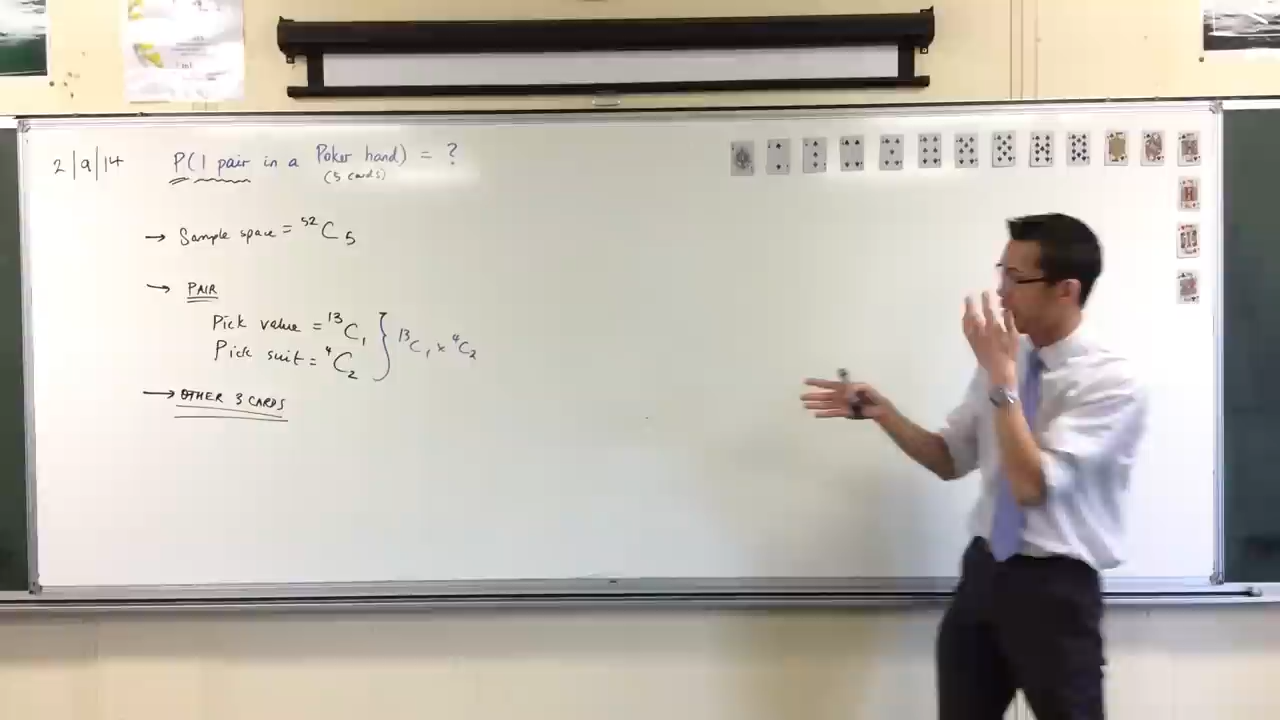 2/9/14 P(1 pair in a Poker hand) = ?
(5 cards)
→ Sample space = ⁵²C₅
→ PAIR
Pick value = ¹³C₁
Pick suit = ⁴C₂
} ¹³C₁ × ⁴C₂
→ OTHER 3 CARDS